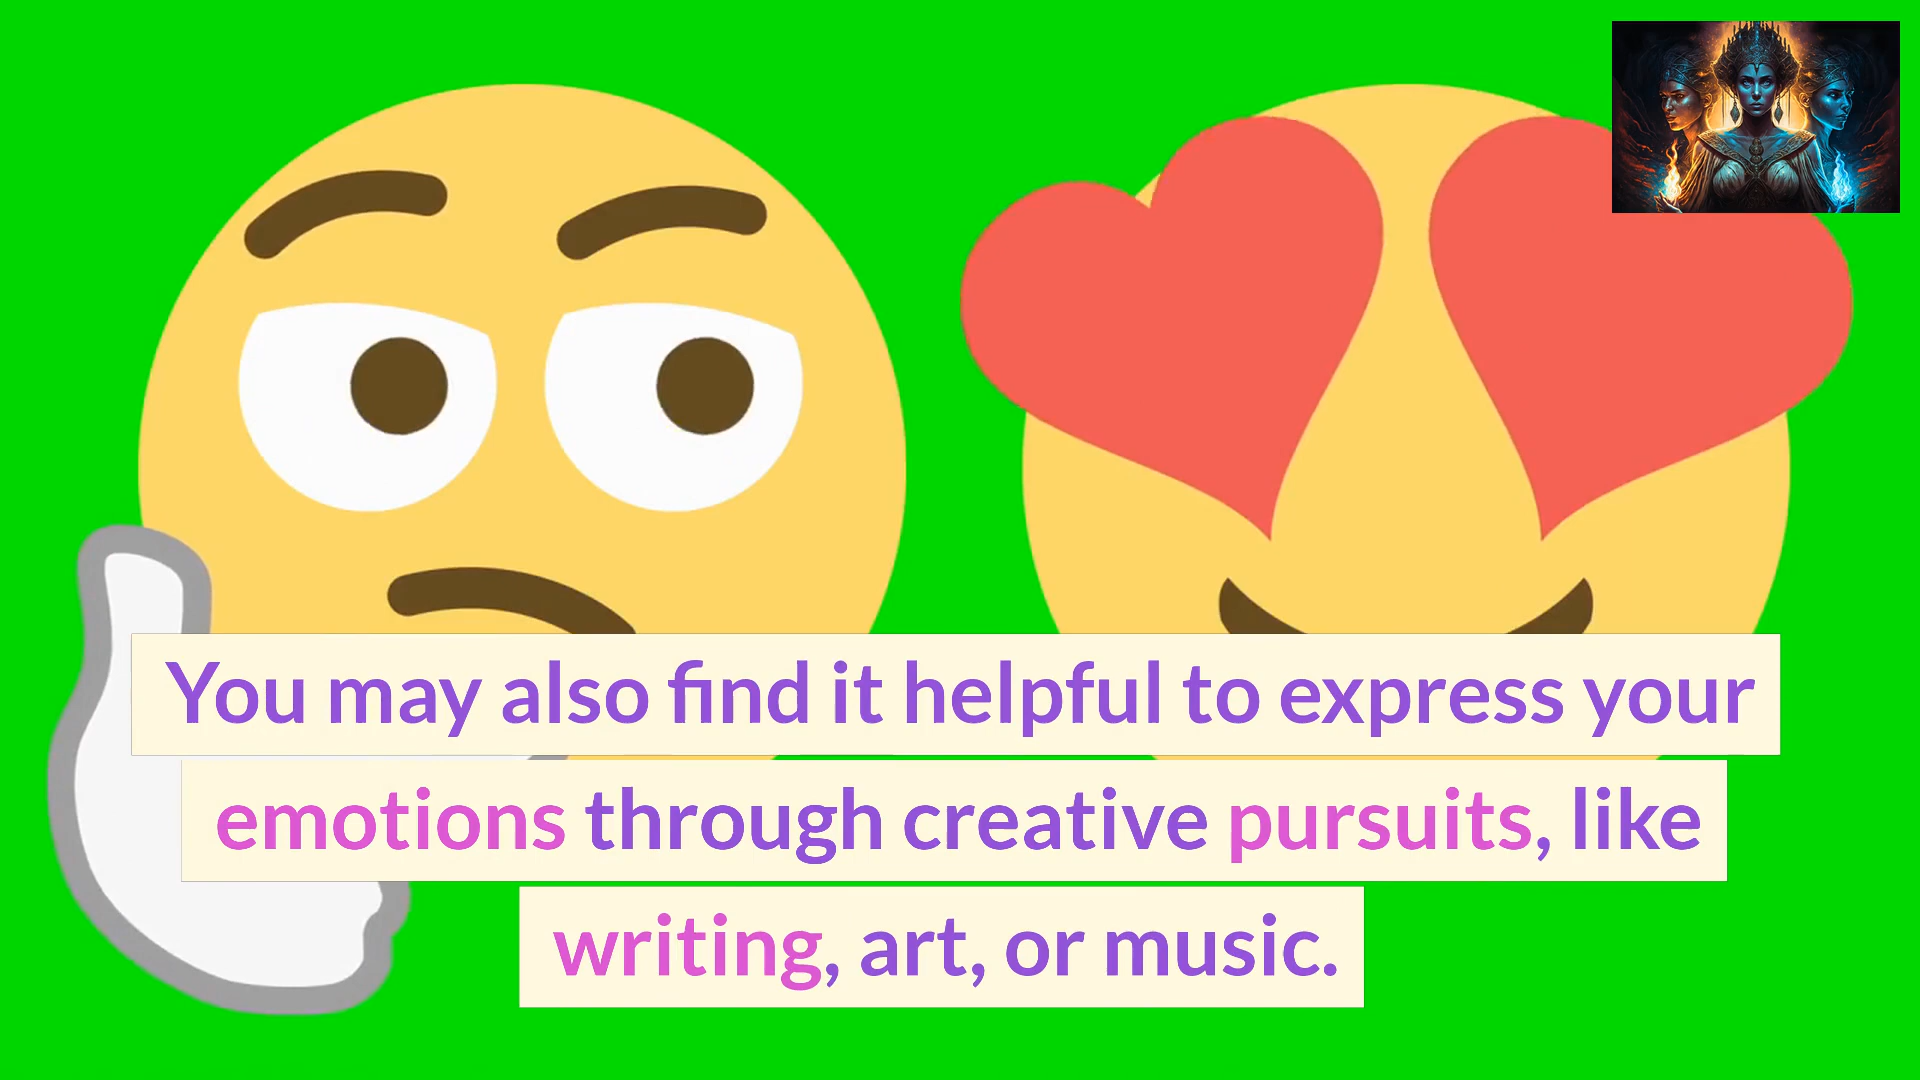 You may also find it helpful to express your
emotions through creative pursuits, like
writing, art, or music.